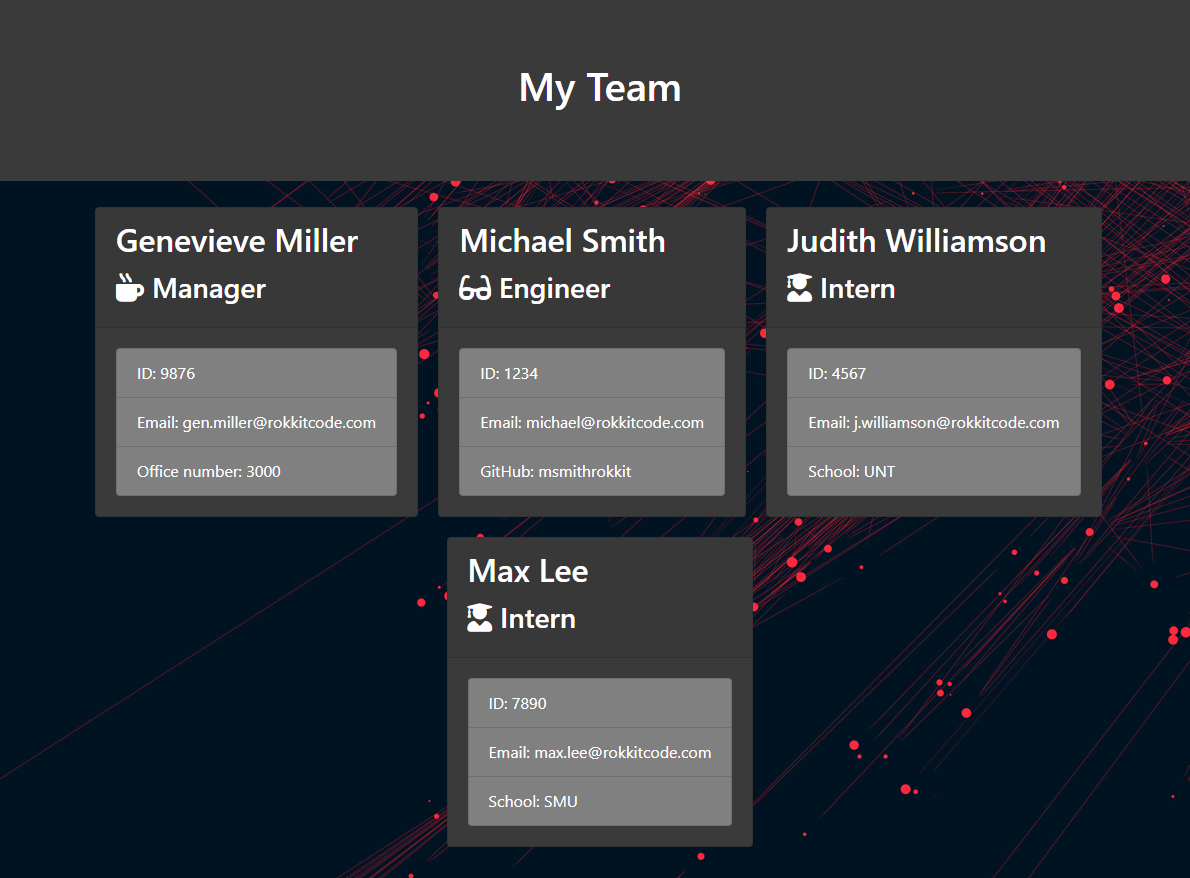 My Team
Genevieve Miller
Manager
ID: 9876
Email: gen.miller@rokkitcode.com
Office number: 3000
Michael Smith
Engineer
ID: 1234
Email: michael@rokkitcode.com
GitHub: msmithrokkit
Judith Williamson
Intern
ID: 4567
Email: j.williamson@rokkitcode.com
School: UNT
Max Lee
Intern
ID: 7890
Email: max.lee@rokkitcode.com
School: SMU